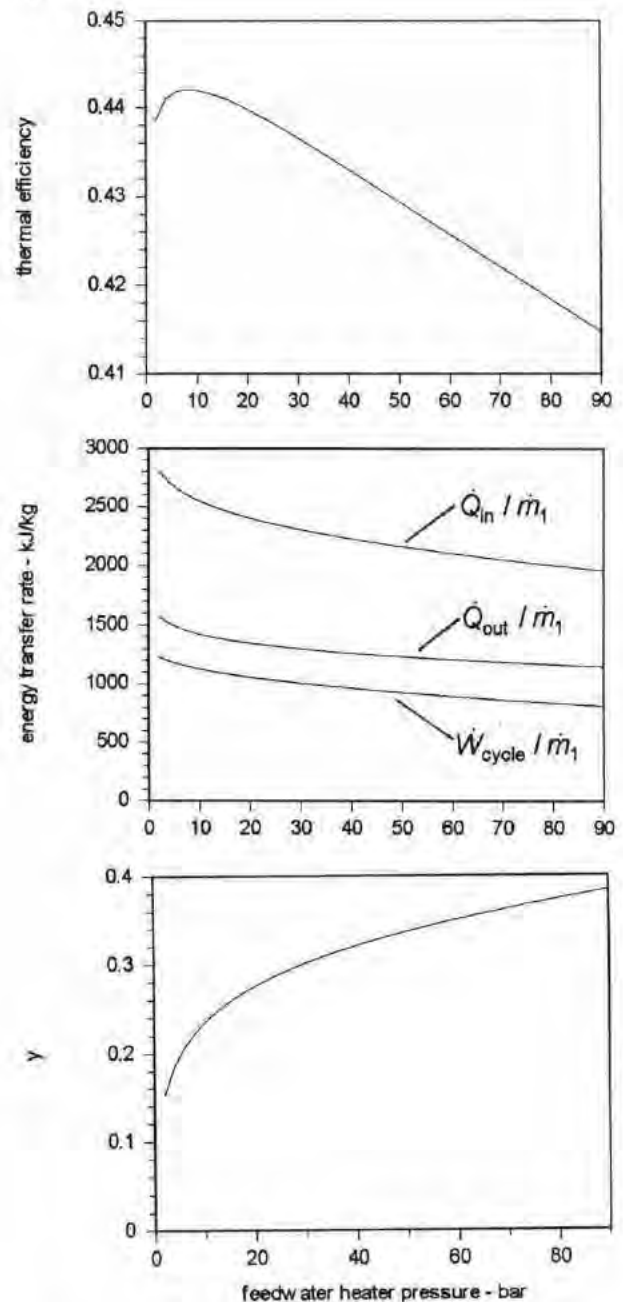 thermal efficiency
0.45
0.44
0.43
0.42
0.41
0 10 20 30 40 50 60 70 80 90
energy transfer rate - kJ/kg
3000
2500
2000
1500
1000
500
0
Q̇in / ṁ1
Q̇out / ṁ1
Ẇcycle / ṁ1
0 10 20 30 40 50 60 70 80 90
y
0.4
0.3
0.2
0.1
0
0 20 40 60 80
feedwater heater pressure - bar